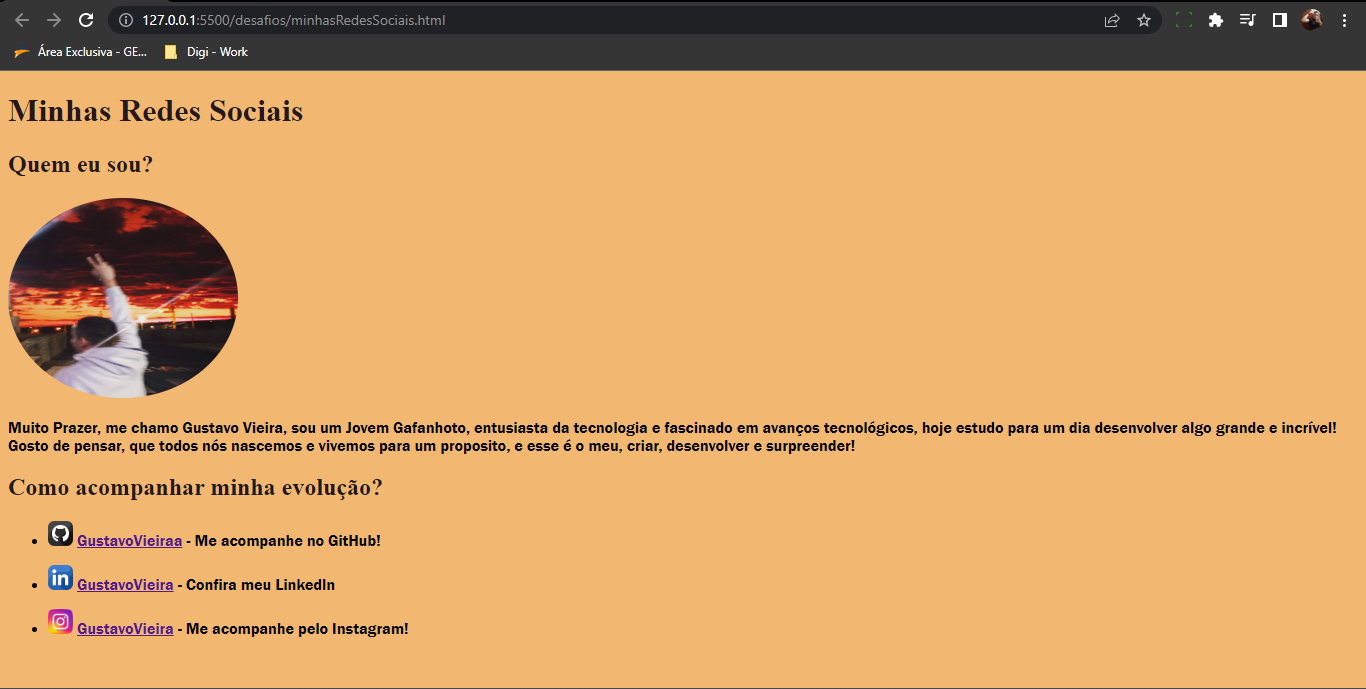 127.0.0.1:5500/desafios/minhasRedesSociais.html
Área Exclusiva - GE... Digi - Work
Minhas Redes Sociais
Quem eu sou?
Muito Prazer, me chamo Gustavo Vieira, sou um Jovem Gafanhoto, entusiasta da tecnologia e fascinado em avanços tecnológicos, hoje estudo para um dia desenvolver algo grande e incrível!
Gosto de pensar, que todos nós nascemos e vivemos para um proposito, e esse é o meu, criar, desenvolver e surpreender!
Como acompanhar minha evolução?
GustavoVieiraa - Me acompanhe no GitHub!
in GustavoVieira - Confira meu LinkedIn
GustavoVieira - Me acompanhe pelo Instagram!